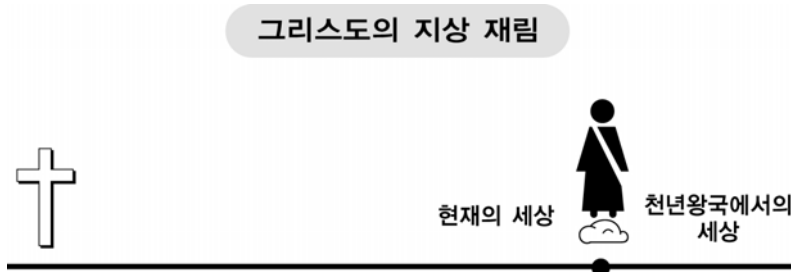 그리스도의 지상 재림
현재의 세상
천년왕국에서의
세상